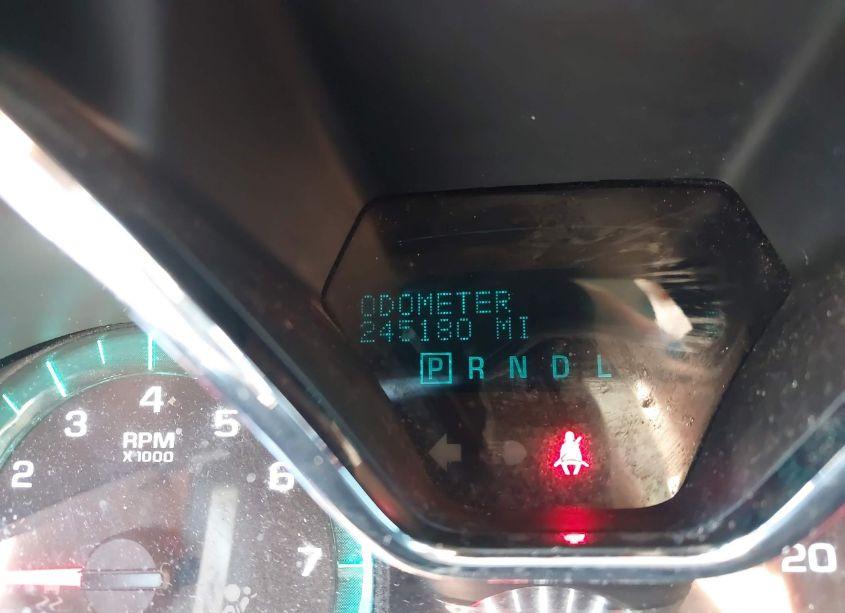 ODOMETER
245180 MI
P R N D L
2 3 4 5 6 7
RPM
X1000
20